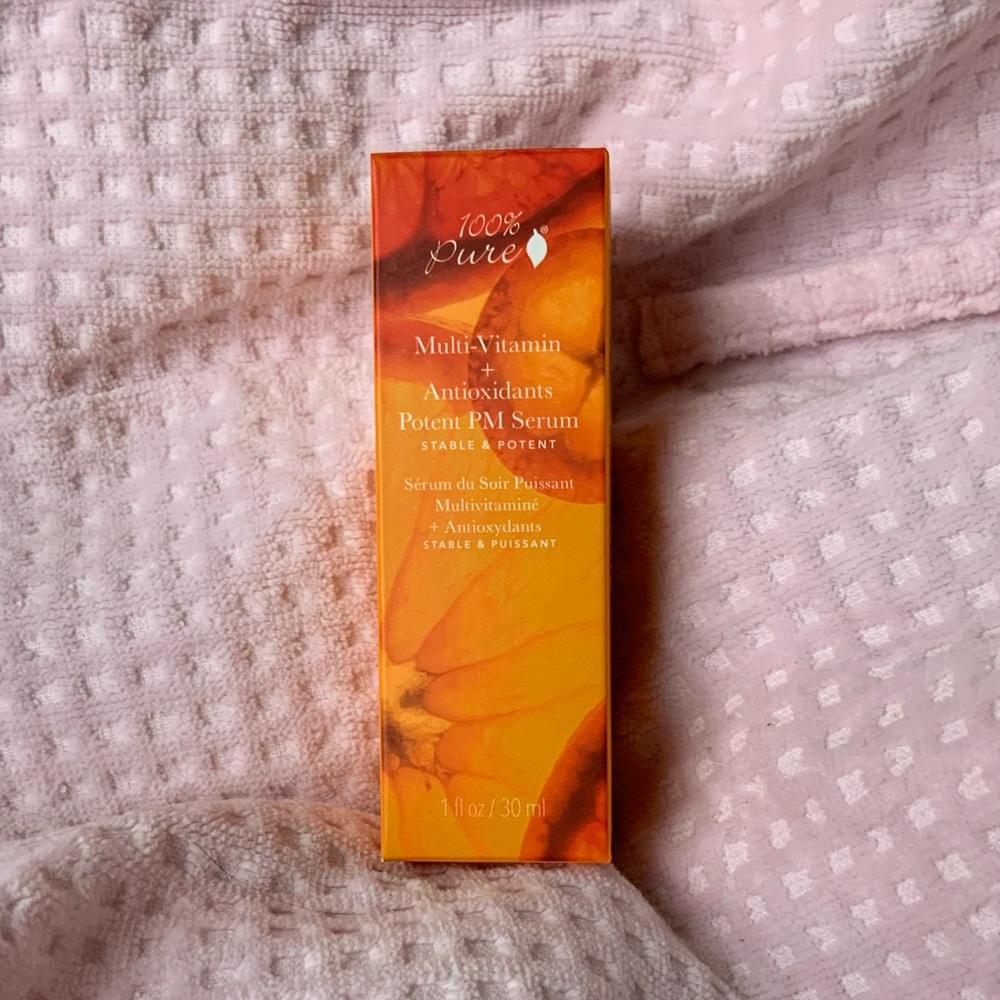 100%
Pure®
Multi-Vitamin
+
Antioxidants
Potent PM Serum
STABLE & POTENT
Sérum du Soir Puissant
Multivitaminé
+ Antioxydants
STABLE & PUISSANT
1 fl oz / 30 ml